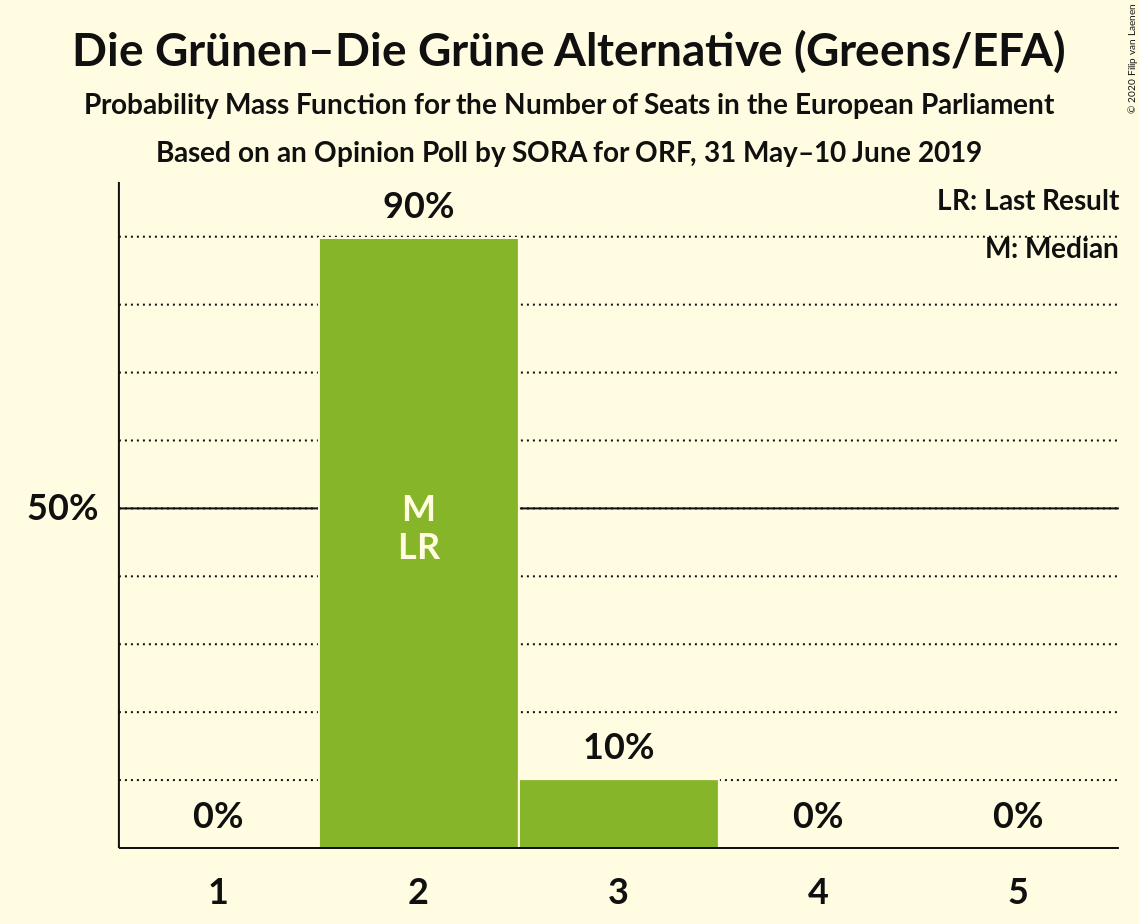 Die Grünen–Die Grüne Alternative (Greens/EFA)
Probability Mass Function for the Number of Seats in the European Parliament
Based on an Opinion Poll by SORA for ORF, 31 May–10 June 2019
© 2020 Filip van Laenen
LR: Last Result
M: Median
90%
50%
M
LR
10%
0%
0%
0%
1
2
3
4
5